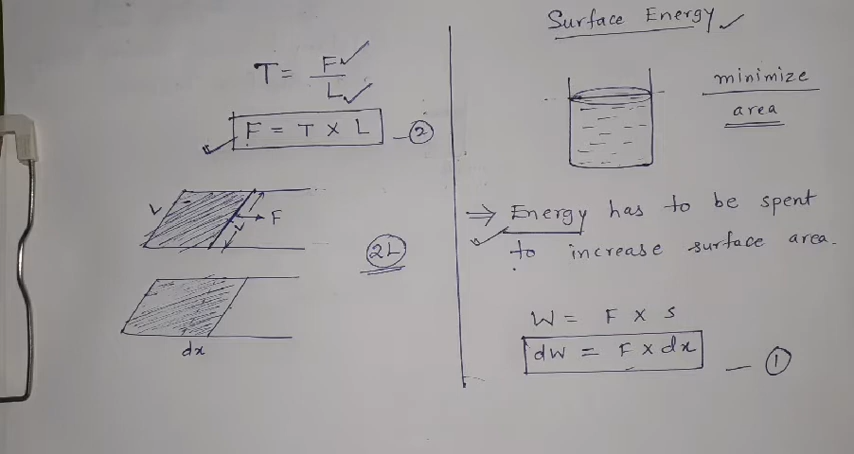 Surface Energy
T = F
L
F = T X L - 2
F
L
2L
dx
minimize
area
⇒ Energy has to be spent
to increase surface area.
W = F X S
dW = F X dx - 1